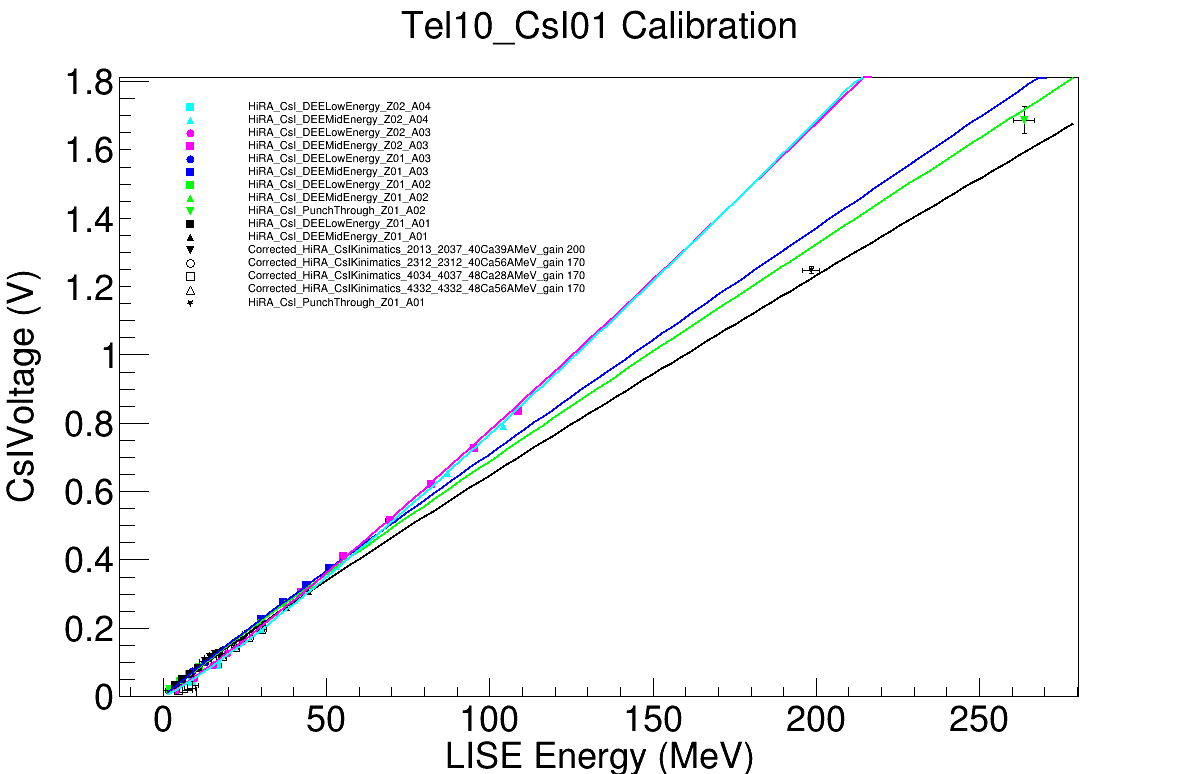 Tel10_CsI01 Calibration
1.8
1.6
1.4
1.2
1
0.8
0.6
0.4
0.2
0
CsIVoltage (V)
HiRA_CsI_DEELowEnergy_Z02_A04
HiRA_CsI_DEEMidEnergy_Z02_A04
HiRA_CsI_DEELowEnergy_Z02_A03
HiRA_CsI_DEEMidEnergy_Z02_A03
HiRA_CsI_DEELowEnergy_Z01_A03
HiRA_CsI_DEEMidEnergy_Z01_A03
HiRA_CsI_DEELowEnergy_Z01_A02
HiRA_CsI_DEEMidEnergy_Z01_A02
HiRA_CsI_PunchThrough_Z01_A02
HiRA_CsI_DEELowEnergy_Z01_A01
HiRA_CsI_DEEMidEnergy_Z01_A01
Corrected_HiRA_CsIKinimatics_2013_2037_40Ca39AMeV_gain 200
Corrected_HiRA_CsIKinimatics_2312_2312_40Ca56AMeV_gain 170
Corrected_HiRA_CsIKinimatics_4034_4037_48Ca28AMeV_gain 170
Corrected_HiRA_CsIKinimatics_4332_4332_48Ca56AMeV_gain 170
HiRA_CsI_PunchThrough_Z01_A01
0 50 100 150 200 250
LISE Energy (MeV)